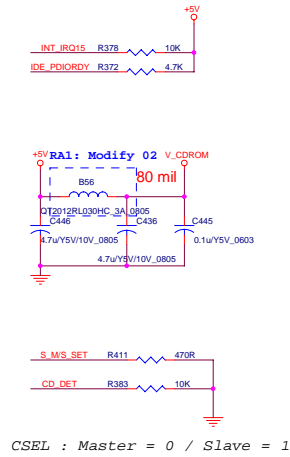 +5V
INT_IRQ15 R378 10K
IDE_PDIORDY R372 4.7K
+5V RA1: Modify 02 V_CDROM
B56 80 mil
QT2012RL030HC_3A_0805
C446 C436 C445
4.7u/Y5V/10V_0805 0.1u/Y5V_0603
4.7u/Y5V/10V_0805
S_M/S_SET R411 470R
CD_DET R383 10K
CSEL : Master = 0 / Slave = 1